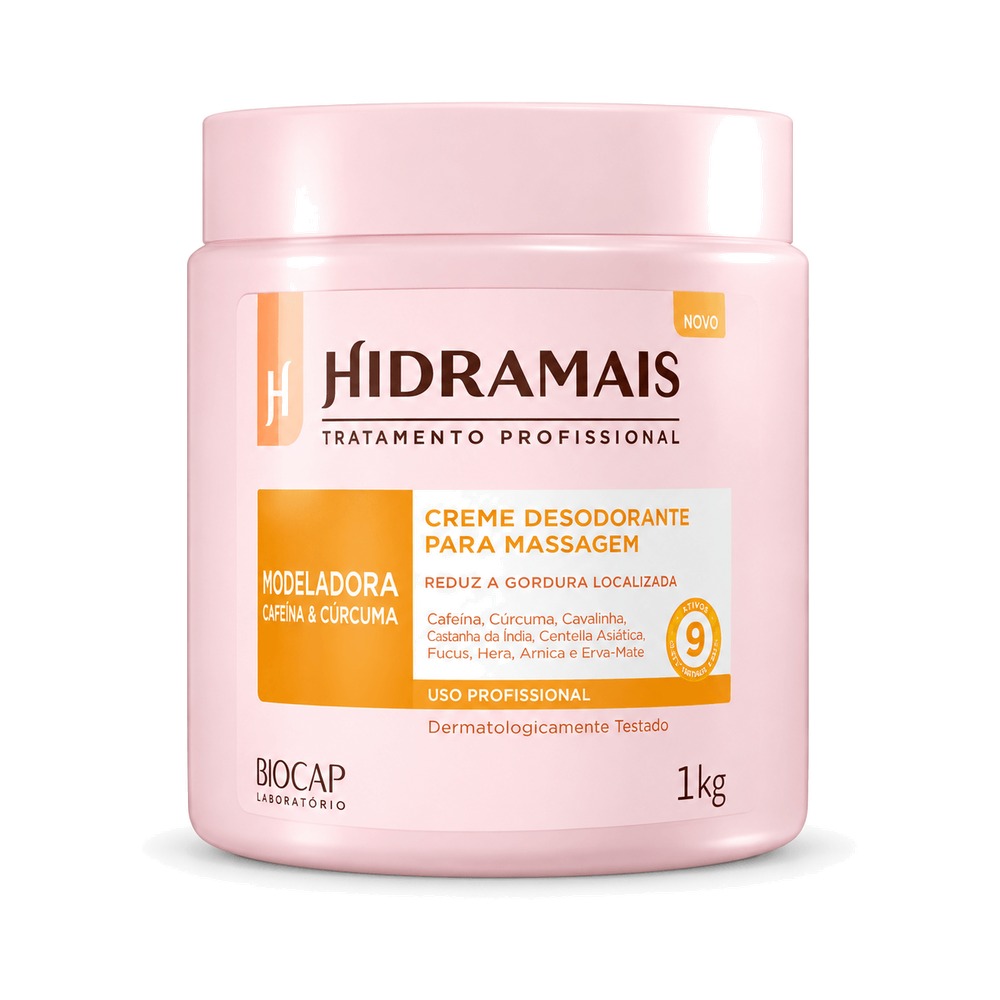 NOVO
H
HIDRAMAIS
TRATAMENTO PROFISSIONAL
MODELADORA
CAFEÍNA & CÚRCUMA
CREME DESODORANTE
PARA MASSAGEM
REDUZ A GORDURA LOCALIZADA
Cafeína, Cúrcuma, Cavalinha,
Castanha da Índia, Centella Asiática,
Fucus, Hera, Arnica e Erva-Mate
ATIVOS
9
USO PROFISSIONAL
Dermatologicamente Testado
BIOCAP
LABORATÓRIO
1kg